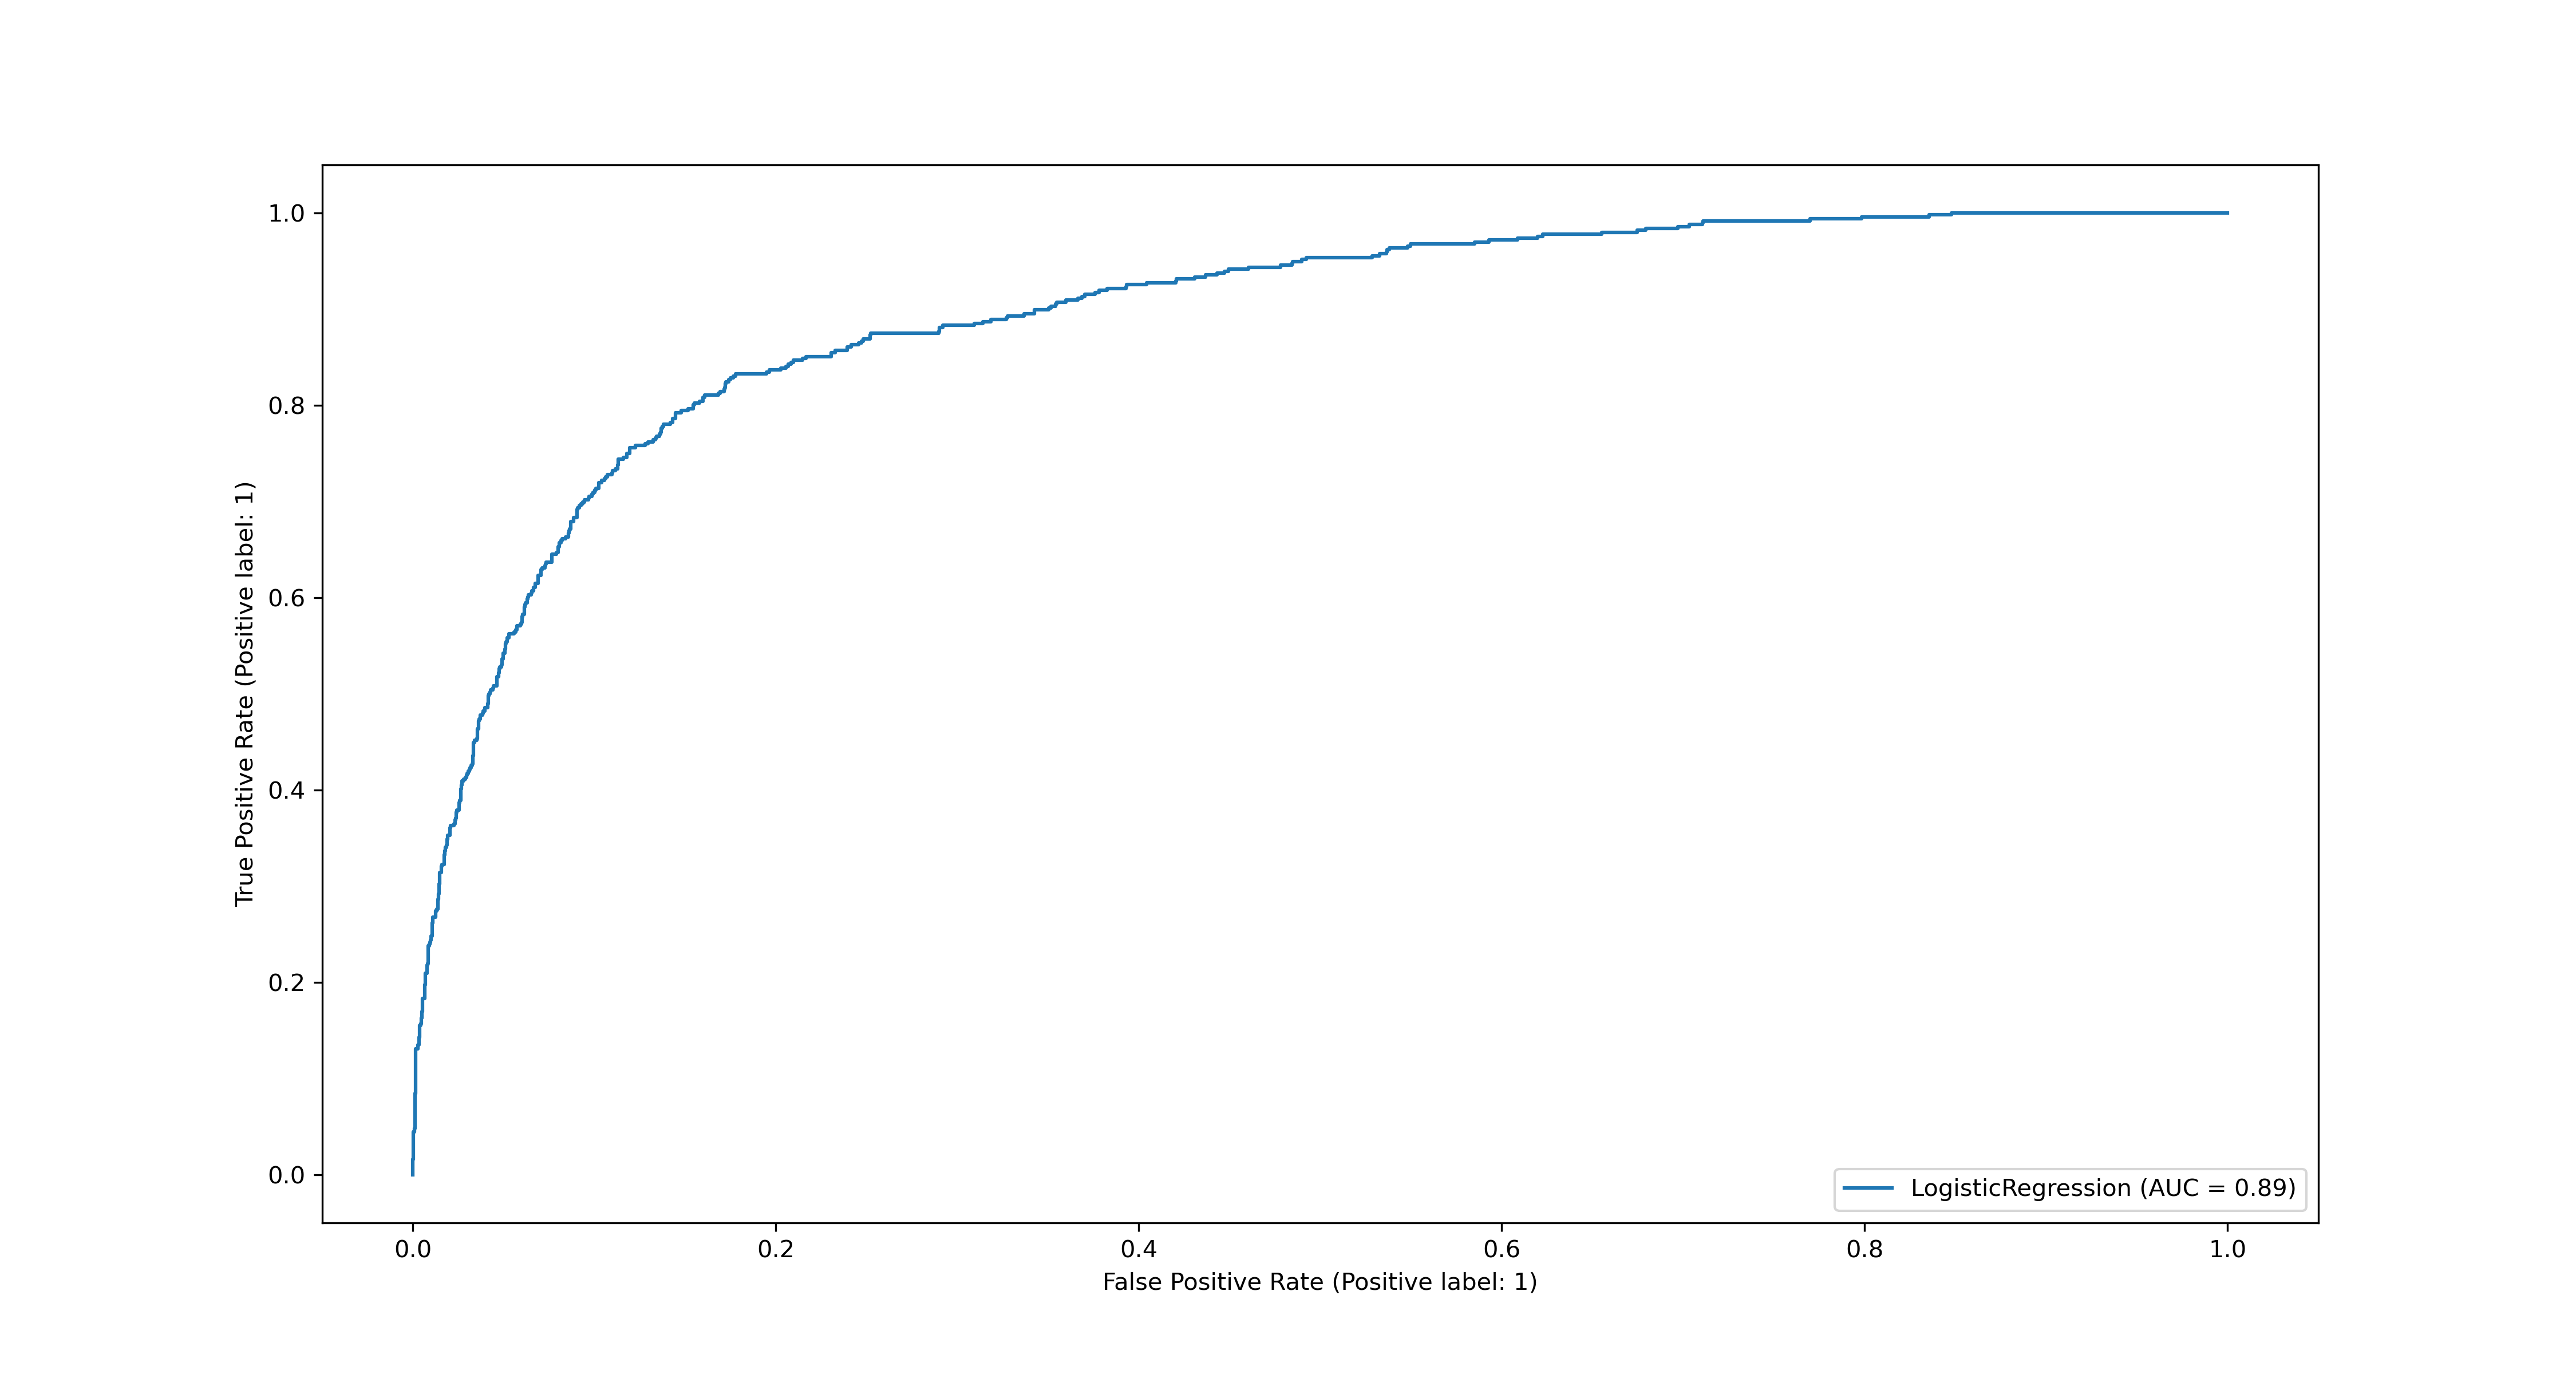 1.0
0.8
0.6
0.4
0.2
0.0
True Positive Rate (Positive label: 1)
LogisticRegression (AUC = 0.89)
0.0 0.2 0.4 0.6 0.8 1.0
False Positive Rate (Positive label: 1)